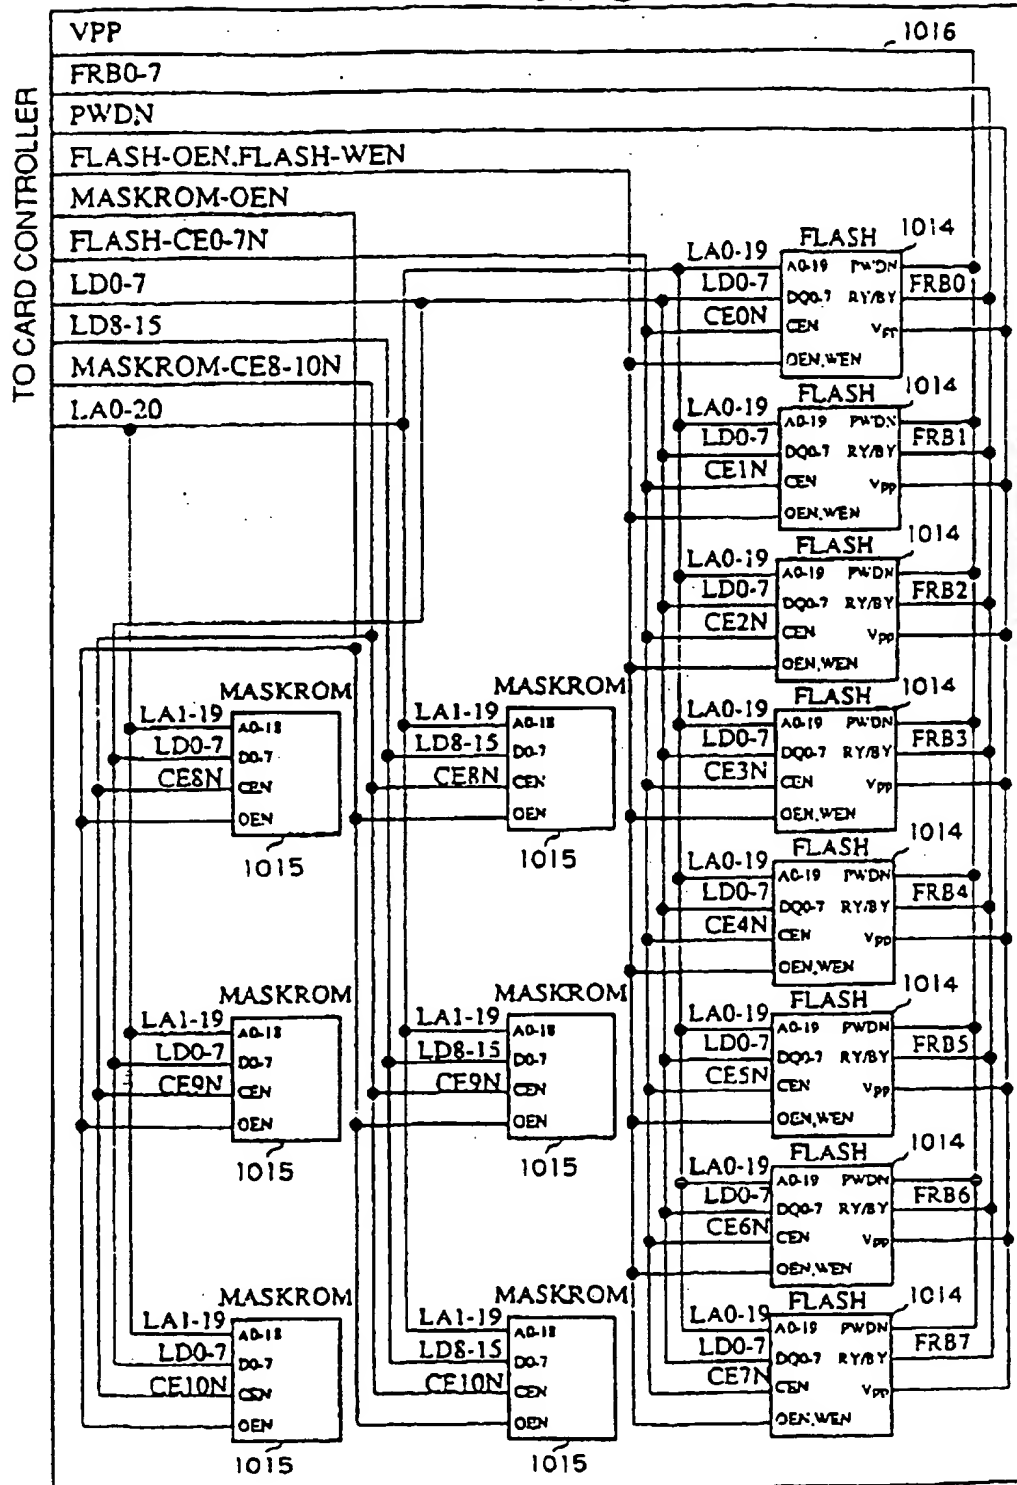 VPP
1016
FRB0-7
PWDN
FLASH-OEN.FLASH-WEN
MASKROM-OEN
FLASH-CE0-7N
LD0-7
LD8-15
MASKROM-CE8-10N
LA0-20
TO CARD CONTROLLER
FLASH 1014
LA0-19 A0-19 PWDN
LD0-7 DQ0-7 RY/BY FRB0
CE0N CEN VPP
OEN,WEN
FLASH 1014
LA0-19 A0-19 PWDN
LD0-7 DQ0-7 RY/BY FRB1
CE1N CEN Vpp
OEN,WEN
FLASH 1014
LA0-19 A0-19 PWDN
LD0-7 DQ0-7 RY/BY FRB2
CE2N CEN Vpp
OEN,WEN
FLASH 1014
LA0-19 A0-19 PWDN
LD0-7 DQ0-7 RY/BY FRB3
CE3N CEN Vpp
OEN,WEN
FLASH 1014
LA0-19 A0-19 PWDN
LD0-7 DQ0-7 RY/BY FRB4
CE4N CEN Vpp
OEN,WEN
FLASH 1014
LA0-19 A0-19 PWDN
LD0-7 DQ0-7 RY/BY FRB5
CE5N CEN Vpp
OEN,WEN
FLASH 1014
LA0-19 A0-19 PWDN
LD0-7 DQ0-7 RY/BY FRB6
CE6N CEN Vpp
OEN,WEN
FLASH 1014
LA0-19 A0-19 PWDN
LD0-7 DQ0-7 RY/BY FRB7
CE7N CEN Vpp
OEN,WEN
MASKROM
LA1-19 A0-18
LD0-7 D0-7
CE8N CEN
OEN
1015
MASKROM
LA1-19 A0-18
LD8-15 D0-7
CE8N CEN
OEN
1015
MASKROM
LA1-19 A0-18
LD0-7 D0-7
CE9N CEN
OEN
1015
MASKROM
LA1-19 A0-18
LD8-15 D0-7
CE9N CEN
OEN
1015
MASKROM
LA1-19 A0-18
LD0-7 D0-7
CE10N CEN
OEN
1015
MASKROM
LA1-19 A0-18
LD8-15 D0-7
CE10N CEN
OEN
1015